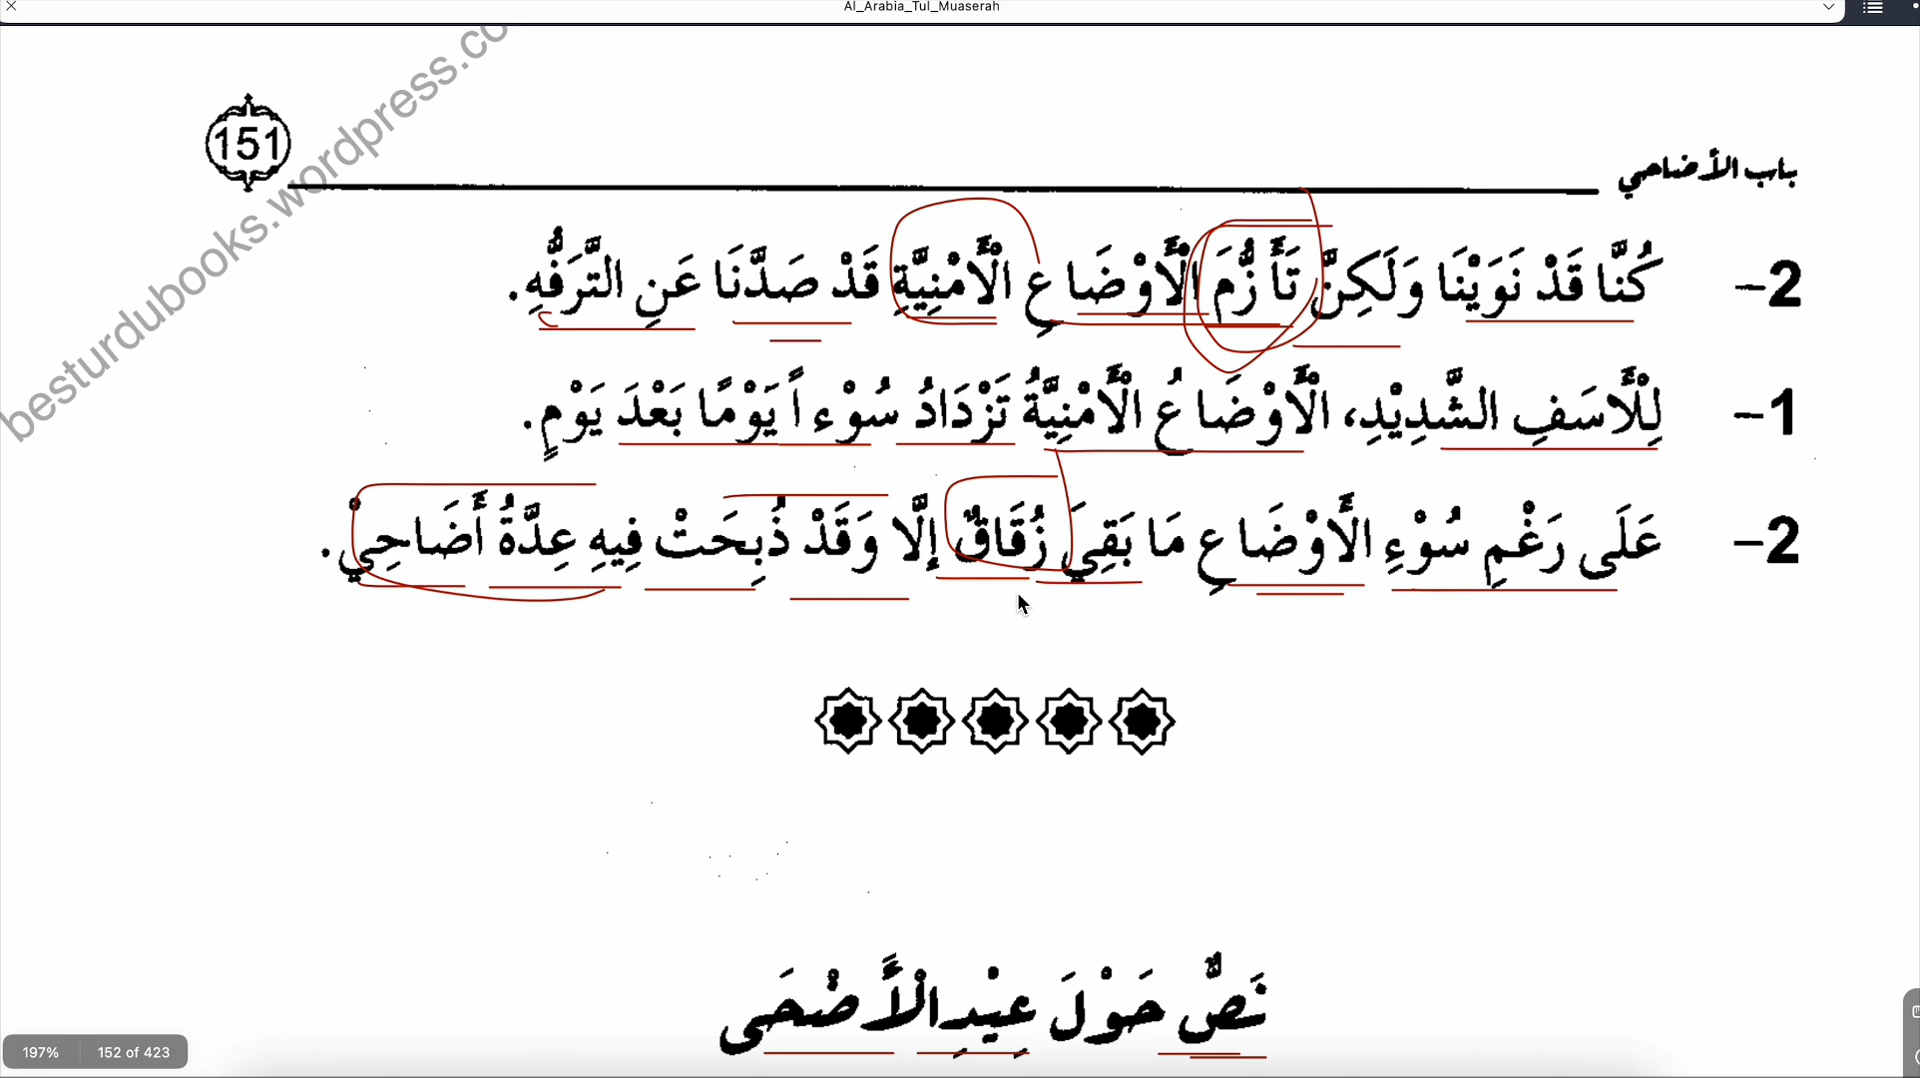 Al_Arabia_Tul_Muaserah
besturdubooks.wordpress.co
151
باب الأضاحي
2- كُنَّا قَدْ نَوَيْنَا وَلَكِنَّ تَأَزُّمَ الْأَوْضَاعِ الْأَمْنِيَّةِ قَدْ صَدَّنَا عَنِ التَّرَفُّهِ.
1- لِلْأَسَفِ الشَّدِيْدِ، الْأَوْضَاعُ الْأَمْنِيَّةُ تَزْدَادُ سُوْءاً يَوْمًا بَعْدَ يَوْمٍ.
2- عَلَى رَغْمِ سُوْءِ الْأَوْضَاعِ مَا بَقِيَ زُقَاقٌ إِلَّا وَقَدْ ذُبِحَتْ فِيهِ عِدَّةُ أَضَاحِيْ.
نَصٌّ حَوْلَ عِيْدِ الْأَضْحَى
197% 152 of 423